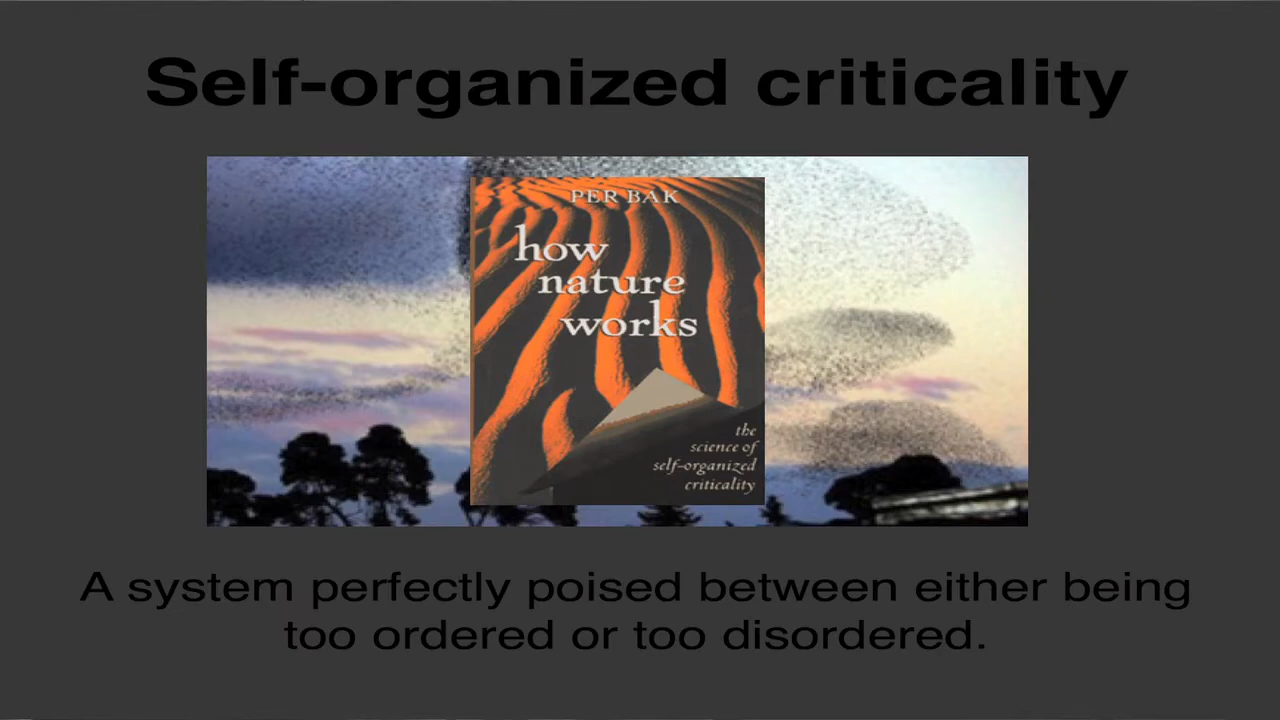 Self-organized criticality
PER BAK
how
nature
works
the
science of
self-organized
criticality
A system perfectly poised between either being
too ordered or too disordered.